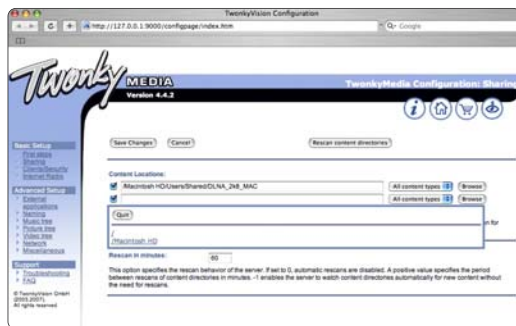 TwonkyVision Configuration
http://127.0.0.1:9000/configpage/index.htm
Google
Twonky
MEDIA
Version 4.4.2
TwonkyMedia Configuration: Sharing
Save Changes
Cancel
Rescan content directories
Basic Setup
First steps
Sharing
Clients/Security
Internet Radio
Advanced Setup
External
applications
Naming
Music tree
Picture tree
Video tree
Network
Miscellaneous
Support
Troubleshooting
FAQ
© TwonkyVision GmbH
All rights reserved
Content Locations:
/Macintosh HD/Users/Shared/DLNA_2k8_MAC
All content types
Browse
All content types
Browse
Quit
/
/Macintosh HD
on for
Rescan in minutes:
60
This option specifies the rescan behavior of the server. If set to 0, automatic rescans are disabled. A positive value specifies the period
between rescans of content directories in minutes. -1 enables the server to watch content directories automatically for new content without
the need for rescans.